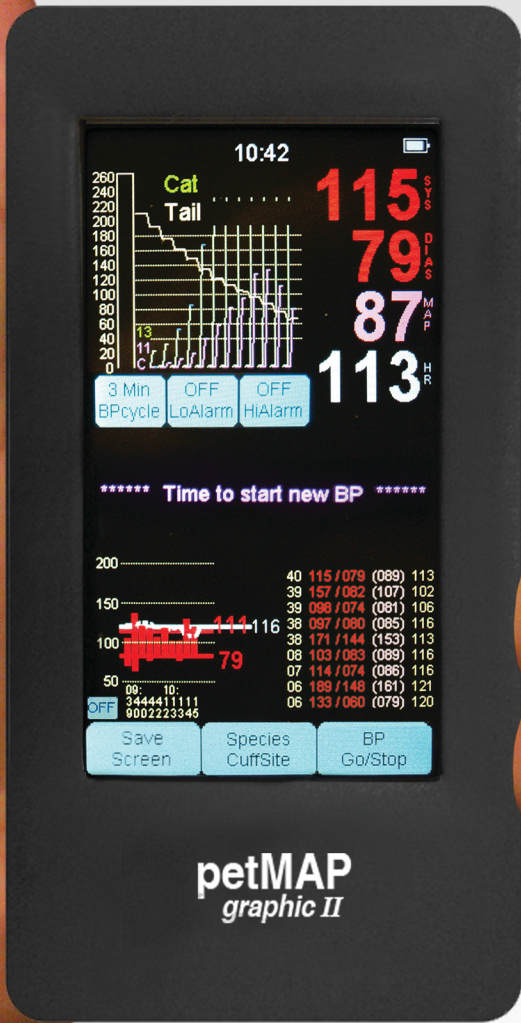 10:42
260
240
220
200
180
160
140
120
100
80
60
40
20
0
Cat
Tail
13
11
C
115 SYS
79 DIAS
87 MAP
113 HR
3 Min BPcycle
OFF LoAlarm
OFF HiAlarm
****** Time to start new BP ******
200
150
100
50
111
116
79
09: 10:
3444411111
9002223345
OFF
40 115/079 (089) 113
39 157/082 (107) 102
39 098/074 (081) 106
38 097/080 (085) 116
38 171/144 (153) 113
08 103/083 (089) 116
07 114/074 (086) 116
06 189/148 (161) 121
06 133/060 (079) 120
Save Screen
Species CuffSite
BP Go/Stop
petMAP
graphic II